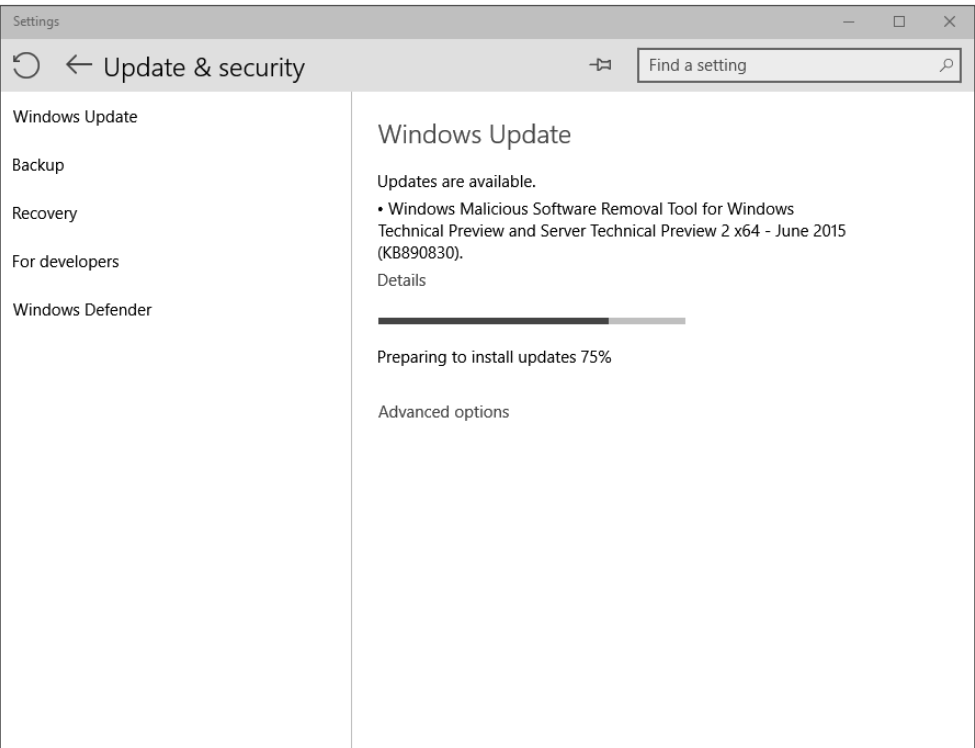 Settings
Update & security
Find a setting
Windows Update
Backup
Recovery
For developers
Windows Defender
Windows Update
Updates are available.
• Windows Malicious Software Removal Tool for Windows
Technical Preview and Server Technical Preview 2 x64 - June 2015
(KB890830).
Details
Preparing to install updates 75%
Advanced options